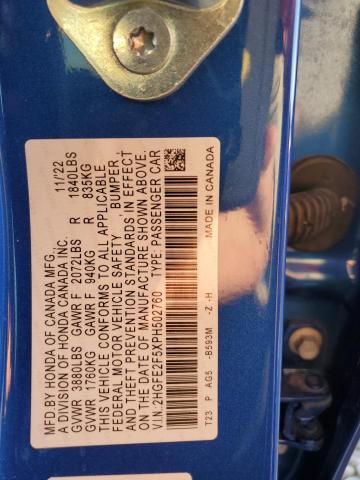 MFD.BY HONDA OF CANADA MFG. 11/'22
A DIVISION OF HONDA CANADA INC.
GVWR 3880LBS GAWR F 2072LBS R 1840LBS
GVWR 1760KG GAWR F 940KG R 835KG
THIS VEHICLE CONFORMS TO ALL APPLICABLE
FEDERAL MOTOR VEHICLE SAFETY, BUMPER
AND THEFT PREVENTION STANDARDS IN EFFECT
ON THE DATE OF MANUFACTURE SHOWN ABOVE.
V.I.N: 2HGFE2F5XPH502760 TYPE:PASSENGER CAR
T23 P AG5 -B593M -Z -H MADE IN CANADA